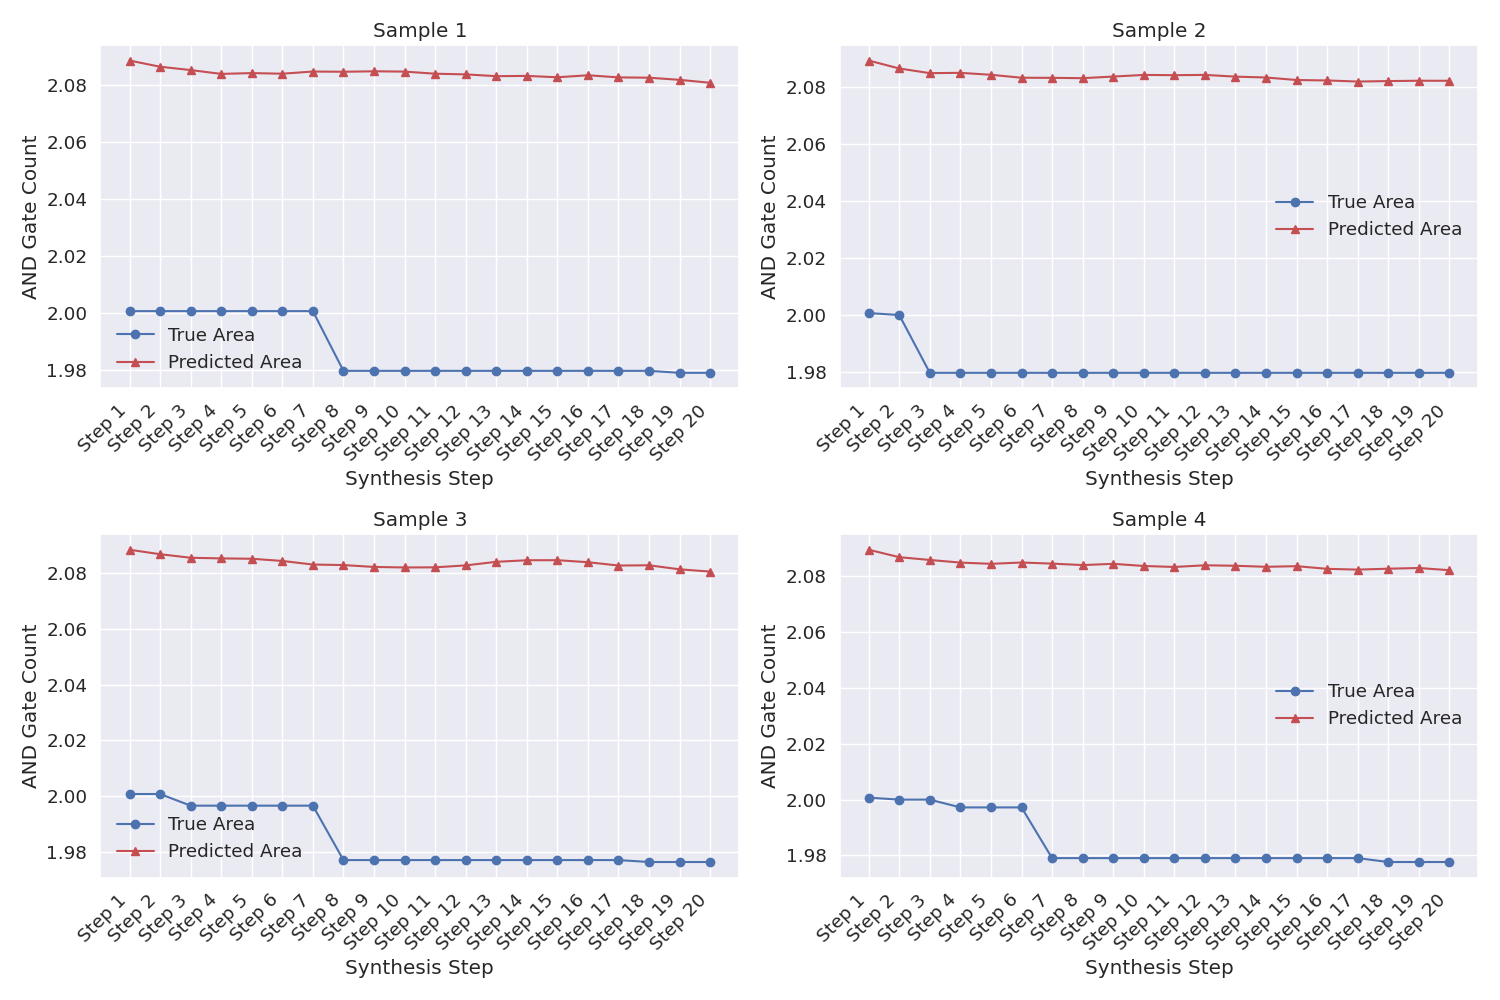 Sample 1
AND Gate Count
2.08
2.06
2.04
2.02
2.00
1.98
True Area
Predicted Area
Step 1
Step 2
Step 3
Step 4
Step 5
Step 6
Step 7
Step 8
Step 9
Step 10
Step 11
Step 12
Step 13
Step 14
Step 15
Step 16
Step 17
Step 18
Step 19
Step 20
Synthesis Step
Sample 2
AND Gate Count
2.08
2.06
2.04
2.02
2.00
1.98
True Area
Predicted Area
Step 1
Step 2
Step 3
Step 4
Step 5
Step 6
Step 7
Step 8
Step 9
Step 10
Step 11
Step 12
Step 13
Step 14
Step 15
Step 16
Step 17
Step 18
Step 19
Step 20
Synthesis Step
Sample 3
AND Gate Count
2.08
2.06
2.04
2.02
2.00
1.98
True Area
Predicted Area
Step 1
Step 2
Step 3
Step 4
Step 5
Step 6
Step 7
Step 8
Step 9
Step 10
Step 11
Step 12
Step 13
Step 14
Step 15
Step 16
Step 17
Step 18
Step 19
Step 20
Synthesis Step
Sample 4
AND Gate Count
2.08
2.06
2.04
2.02
2.00
1.98
True Area
Predicted Area
Step 1
Step 2
Step 3
Step 4
Step 5
Step 6
Step 7
Step 8
Step 9
Step 10
Step 11
Step 12
Step 13
Step 14
Step 15
Step 16
Step 17
Step 18
Step 19
Step 20
Synthesis Step